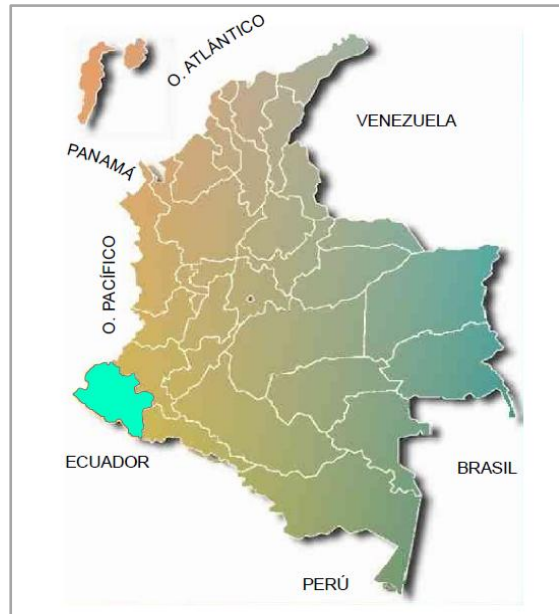 O. ATLÁNTICO
VENEZUELA
PANAMÁ
O. PACÍFICO
ECUADOR
BRASIL
PERÚ